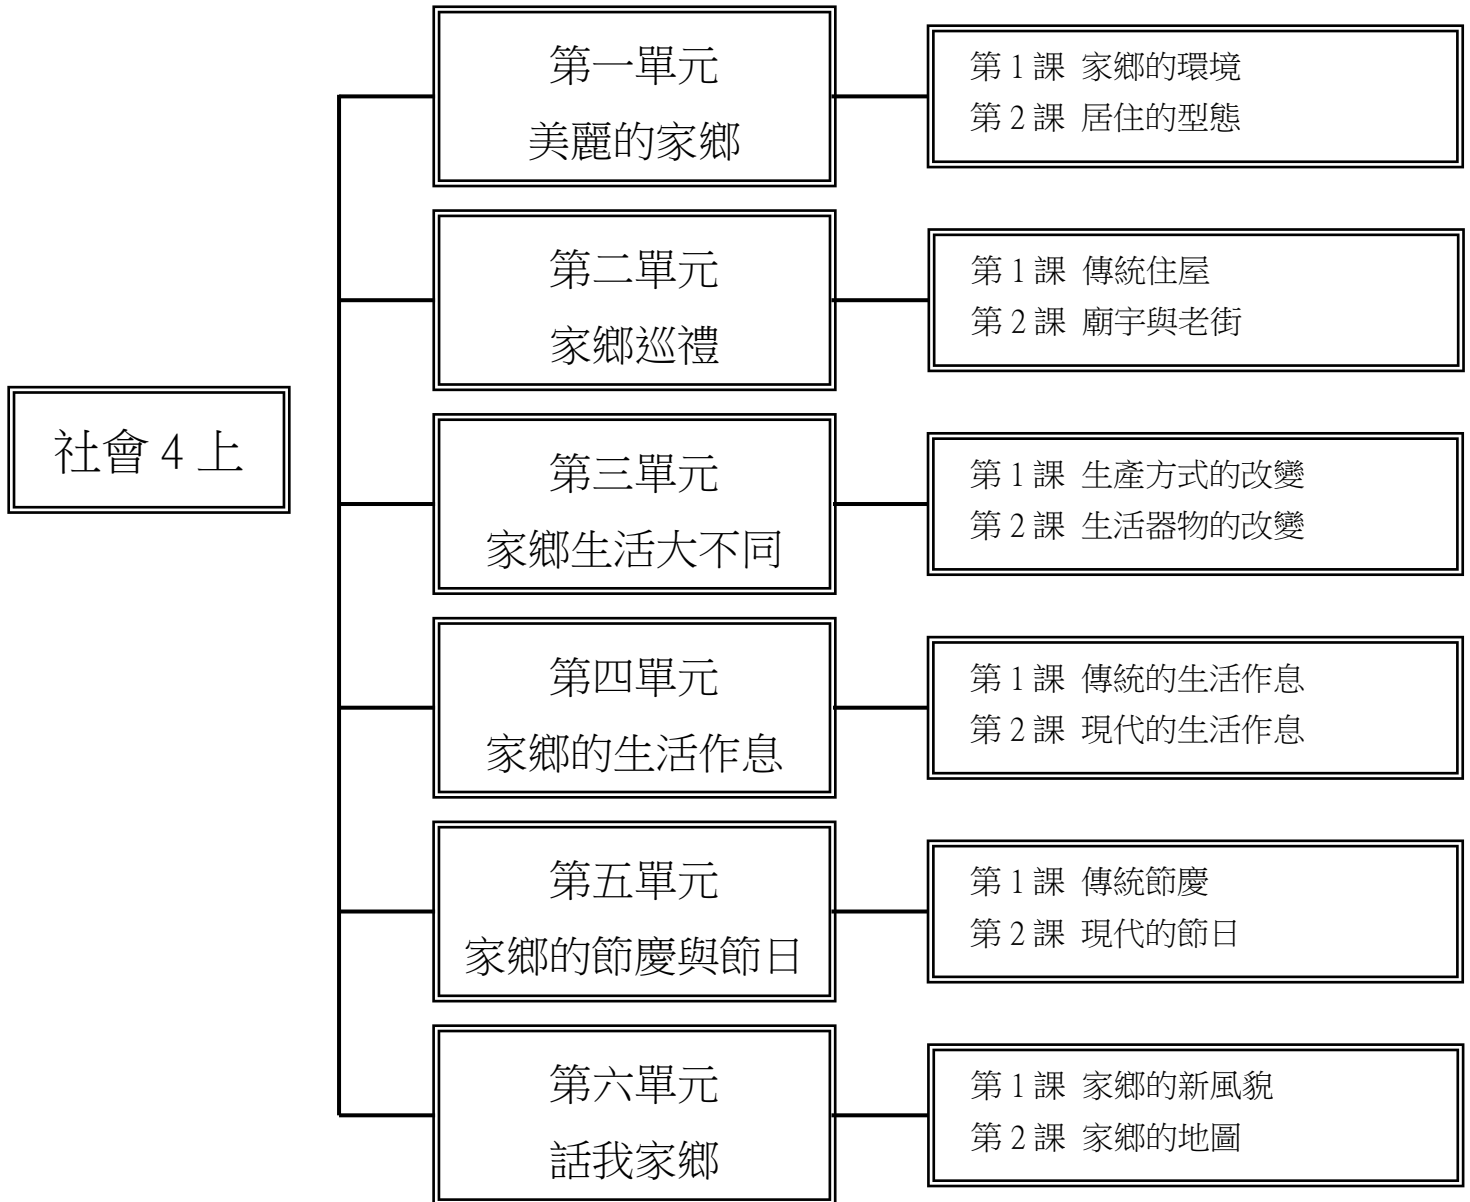 社會 4 上
第一單元
美麗的家鄉
第 1 課 家鄉的環境
第 2 課 居住的型態
第二單元
家鄉巡禮
第 1 課 傳統住屋
第 2 課 廟宇與老街
第三單元
家鄉生活大不同
第 1 課 生產方式的改變
第 2 課 生活器物的改變
第四單元
家鄉的生活作息
第 1 課 傳統的生活作息
第 2 課 現代的生活作息
第五單元
家鄉的節慶與節日
第 1 課 傳統節慶
第 2 課 現代的節日
第六單元
話我家鄉
第 1 課 家鄉的新風貌
第 2 課 家鄉的地圖